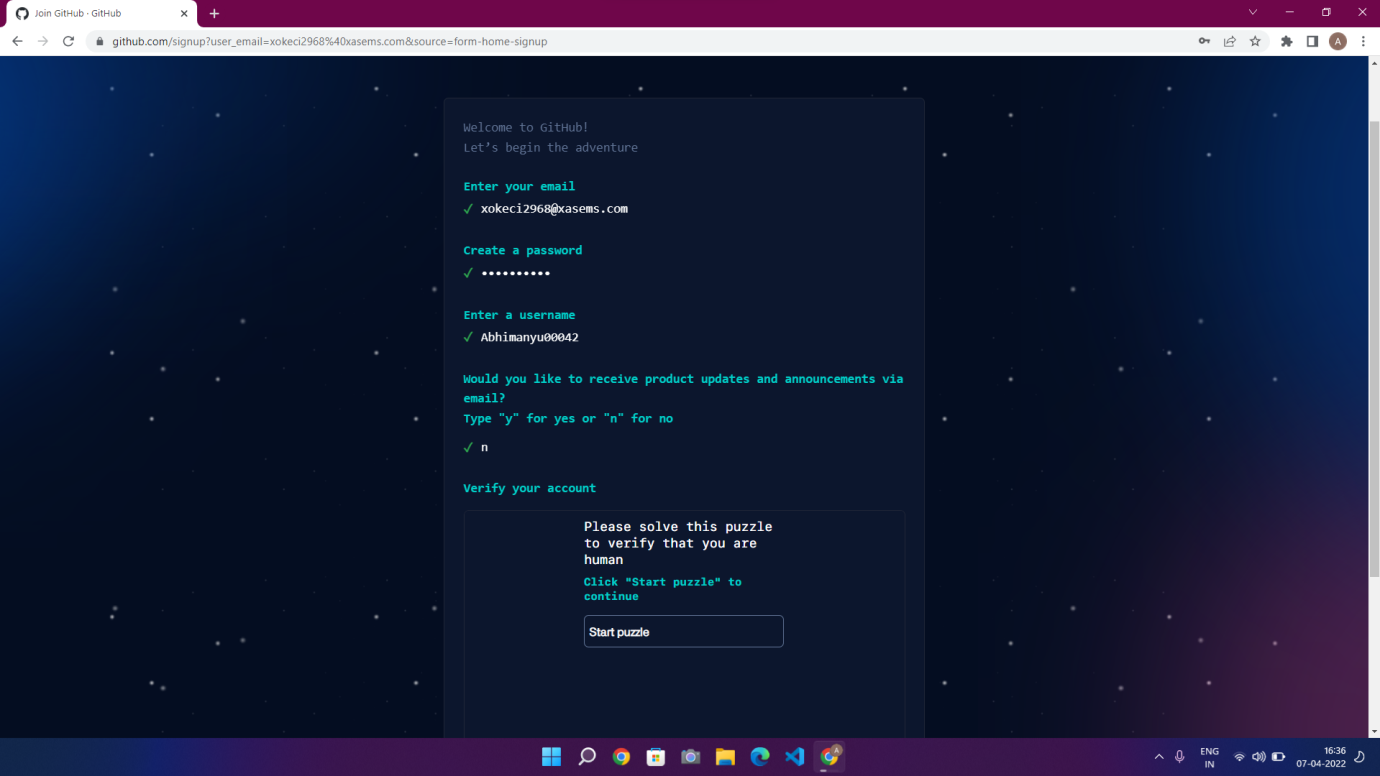 Join GitHub · GitHub
github.com/signup?user_email=xokeci2968%40xasems.com&source=form-home-signup
A
Welcome to GitHub!
Let’s begin the adventure
Enter your email
✓ xokeci2968@xasems.com
Create a password
✓ ••••••••••
Enter a username
✓ Abhimanyu00042
Would you like to receive product updates and announcements via
email?
Type "y" for yes or "n" for no
✓ n
Verify your account
Please solve this puzzle
to verify that you are
human
Click "Start puzzle" to
continue
Start puzzle
A
ENG
IN
16:36
07-04-2022